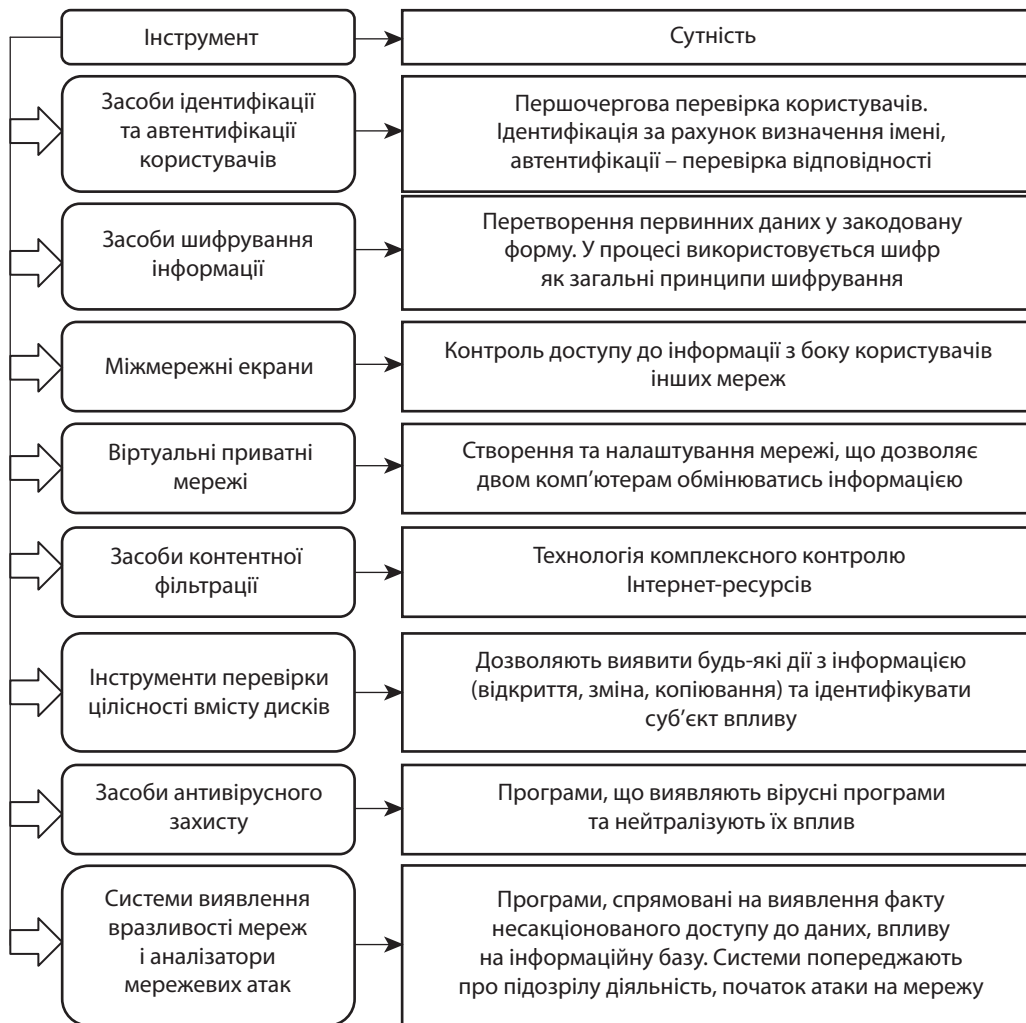 Інструмент
Сутність
Засоби ідентифікації
та автентифікації
користувачів
Першочергова перевірка користувачів.
Ідентифікація за рахунок визначення імені,
автентифікації – перевірка відповідності
Засоби шифрування
інформації
Перетворення первинних даних у закодовану
форму. У процесі використовується шифр
як загальні принципи шифрування
Міжмережні екрани
Контроль доступу до інформації з боку користувачів
інших мереж
Віртуальні приватні
мережі
Створення та налаштування мережі, що дозволяє
двом комп’ютерам обмінюватись інформацією
Засоби контентної
фільтрації
Технологія комплексного контролю
Інтернет-ресурсів
Інструменти перевірки
цілісності вмісту дисків
Дозволяють виявити будь-які дії з інформацією
(відкриття, зміна, копіювання) та ідентифікувати
суб’єкт впливу
Засоби антивірусного
захисту
Програми, що виявляють вірусні програми
та нейтралізують їх вплив
Системи виявлення
вразливості мереж
і аналізатори
мережевих атак
Програми, спрямовані на виявлення факту
несакціонованого доступу до даних, впливу
на інформаційну базу. Системи попереджають
про підозрілу діяльність, початок атаки на мережу